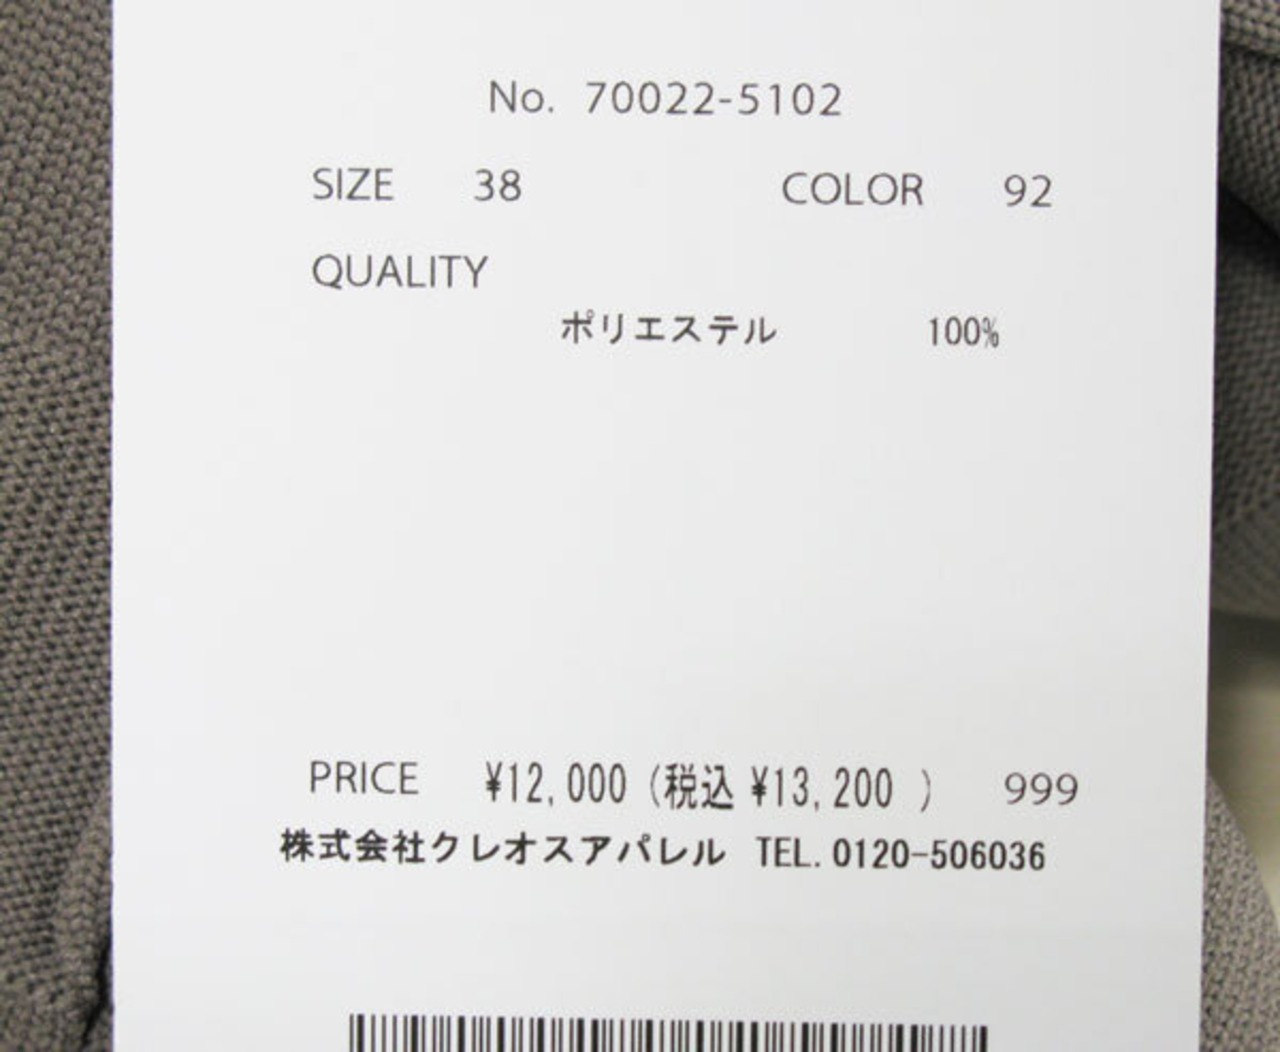 No. 70022-5102
SIZE 38 COLOR 92
QUALITY
ポリエステル 100%
PRICE ¥12,000 (税込 ¥13,200 ) 999
株式会社クレオスアパレル TEL. 0120-506036